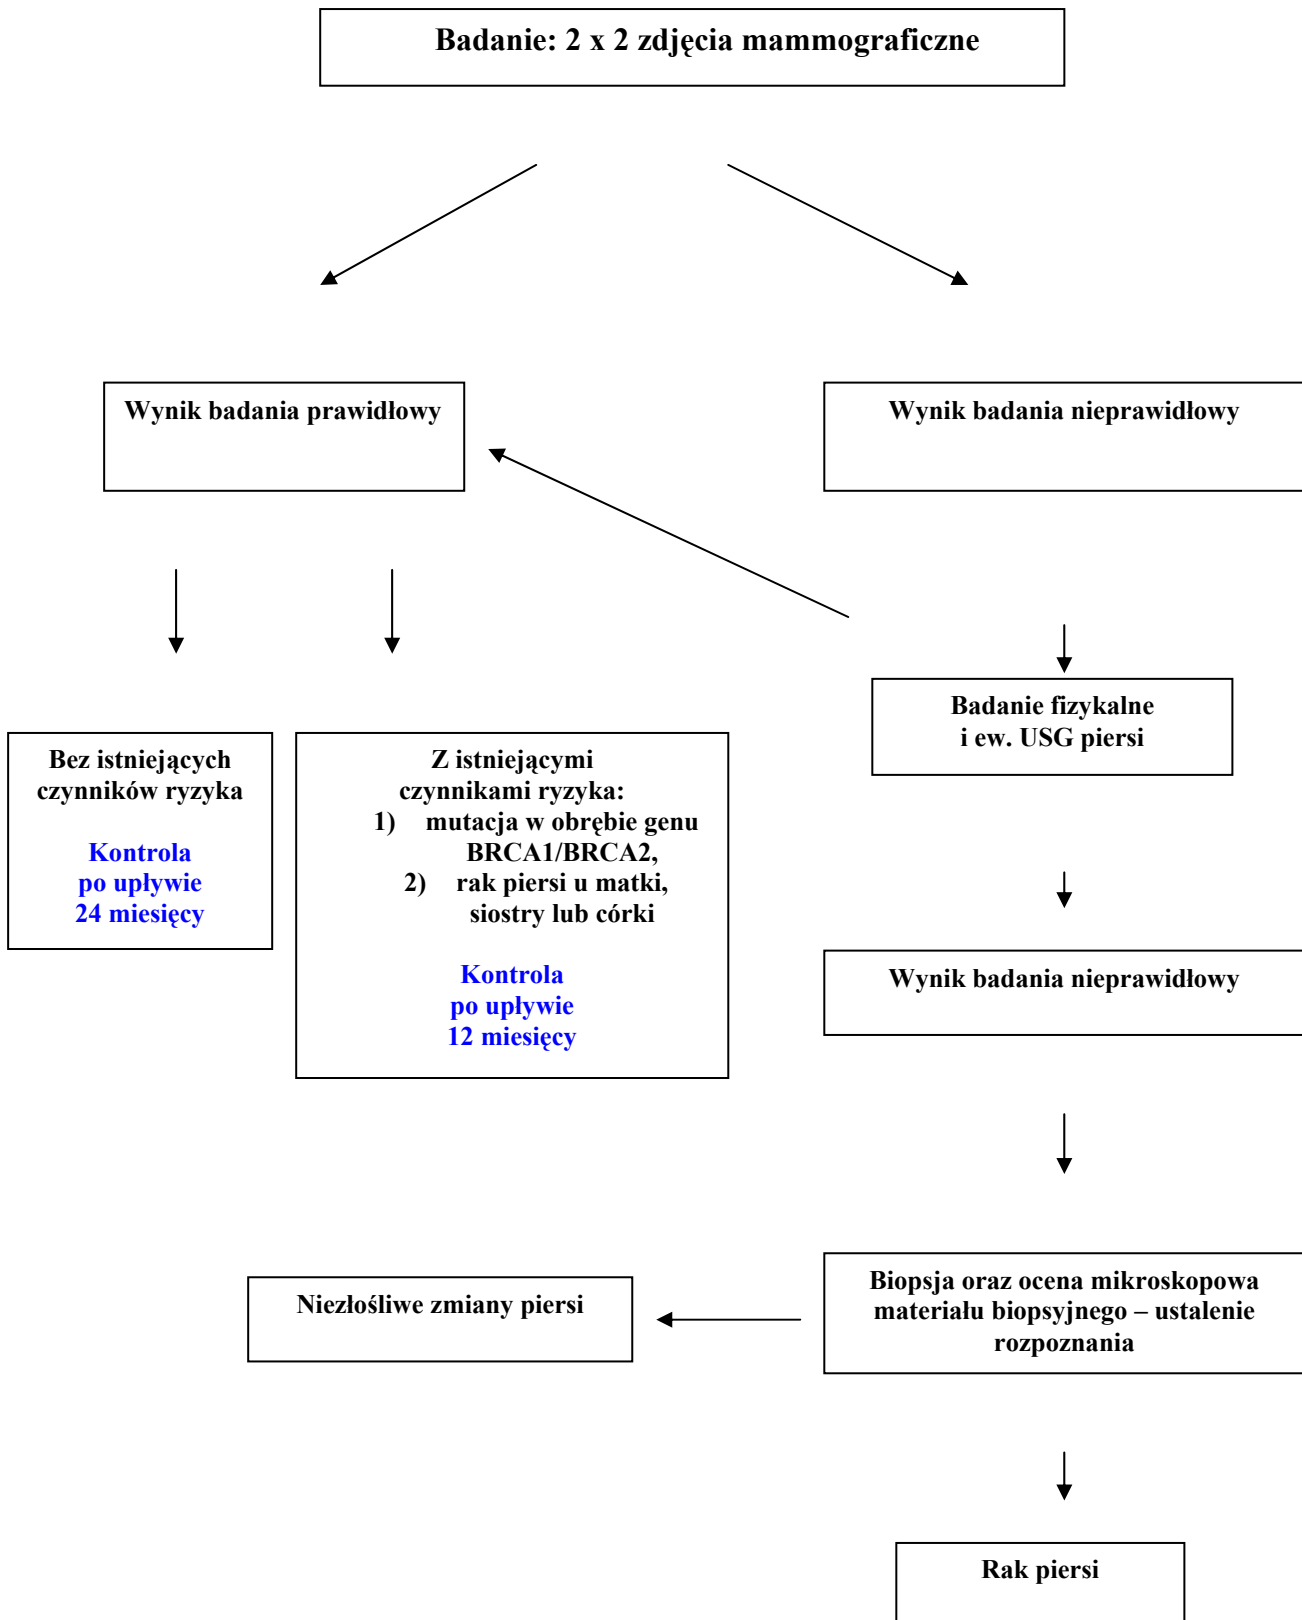 Badanie: 2 x 2 zdjęcia mammograficzne
Wynik badania prawidłowy
Wynik badania nieprawidłowy
Badanie fizykalne
i ew. USG piersi
Bez istniejących
czynników ryzyka
Kontrola
po upływie
24 miesięcy
Z istniejącymi
czynnikami ryzyka:
1) mutacja w obrębie genu
BRCA1/BRCA2,
2) rak piersi u matki,
siostry lub córki
Kontrola
po upływie
12 miesięcy
Wynik badania nieprawidłowy
Niezłośliwe zmiany piersi
Biopsja oraz ocena mikroskopowa
materiału biopsyjnego – ustalenie
rozpoznania
Rak piersi